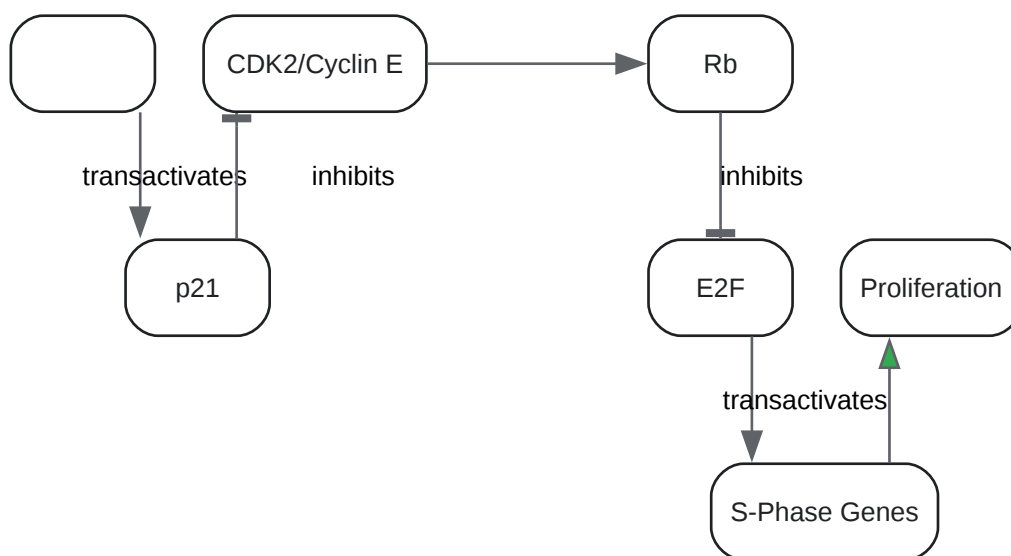 CDK2/Cyclin E
Rb
transactivates
inhibits
inhibits
p21
E2F
Proliferation
transactivates
S-Phase Genes